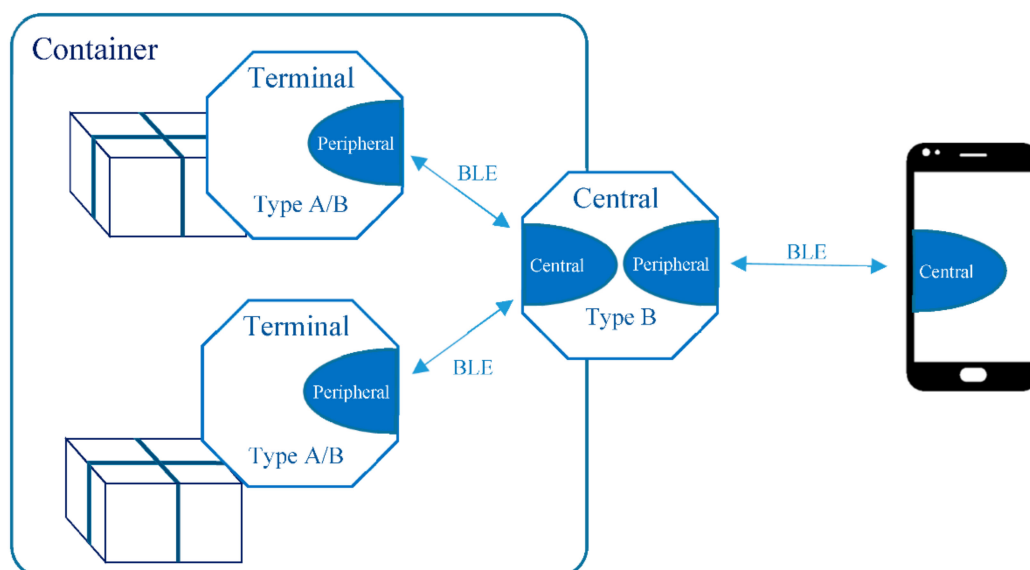 Container
Terminal
Peripheral
Type A/B
BLE
Central
Central
Peripheral
Type B
BLE
Central
Terminal
Peripheral
Type A/B
BLE